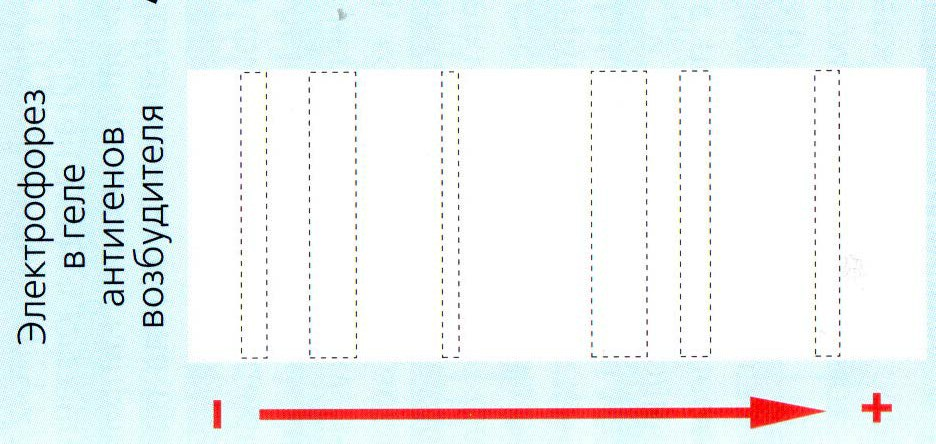 Электрофорез
в геле
антигенов
возбудителя
− +